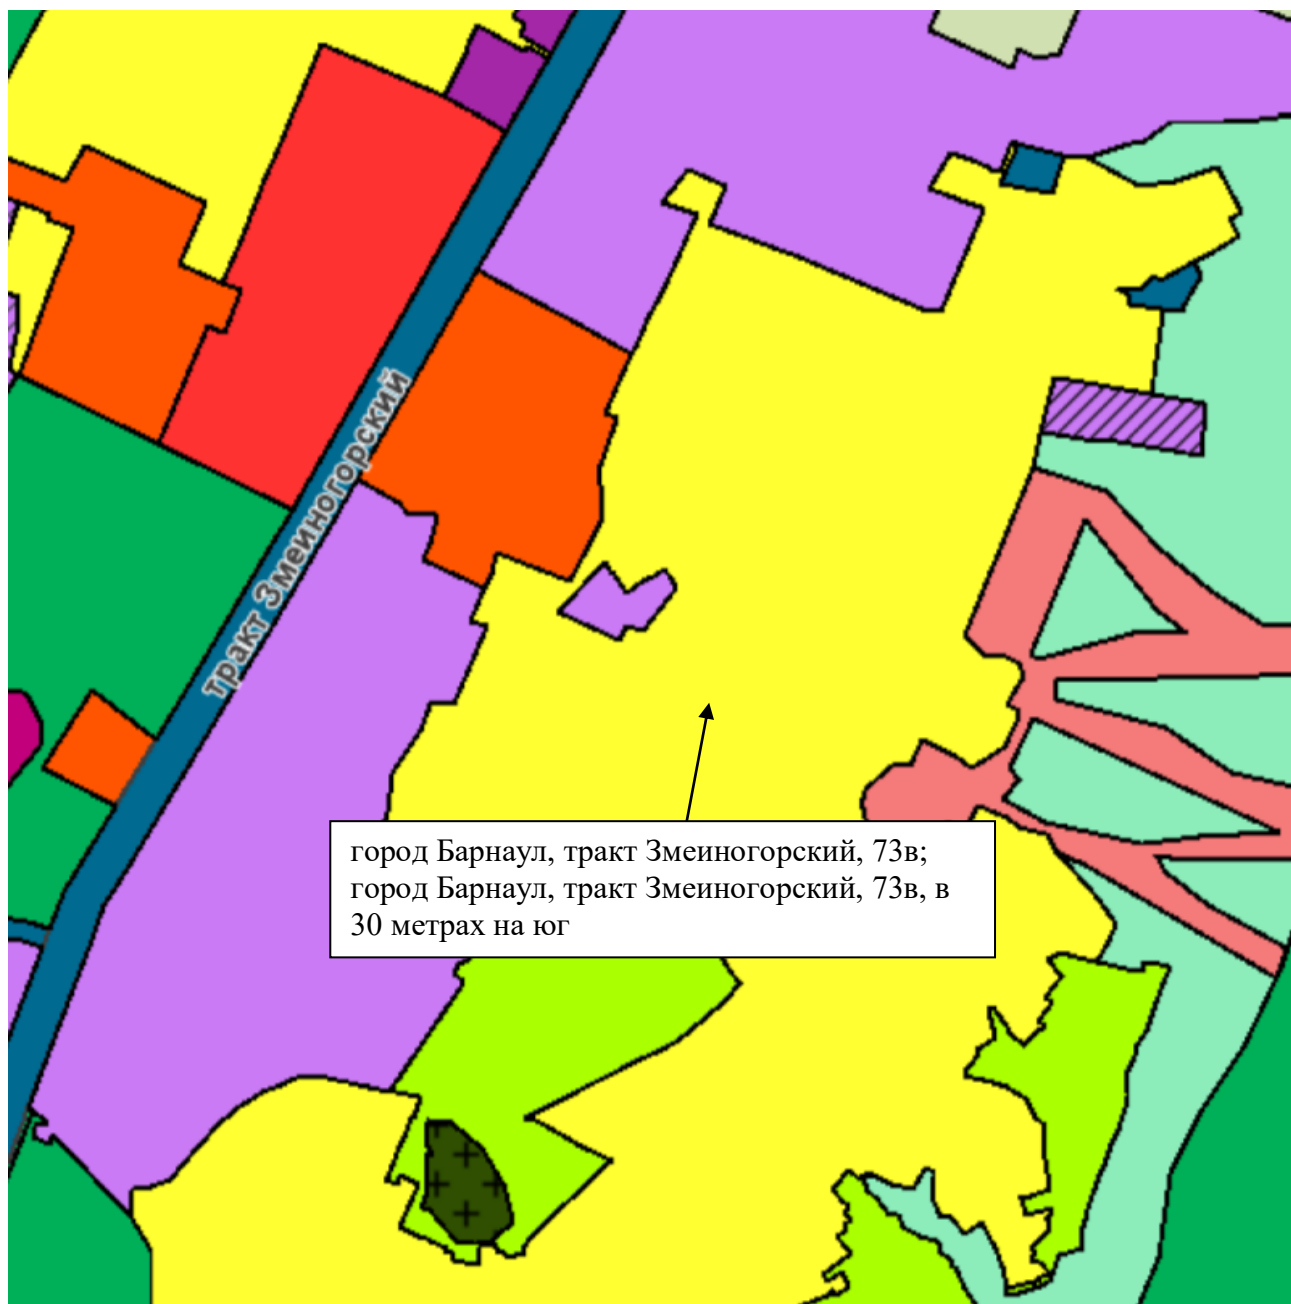 тракт Змеиногорский
город Барнаул, тракт Змеиногорский, 73в;
город Барнаул, тракт Змеиногорский, 73в, в
30 метрах на юг